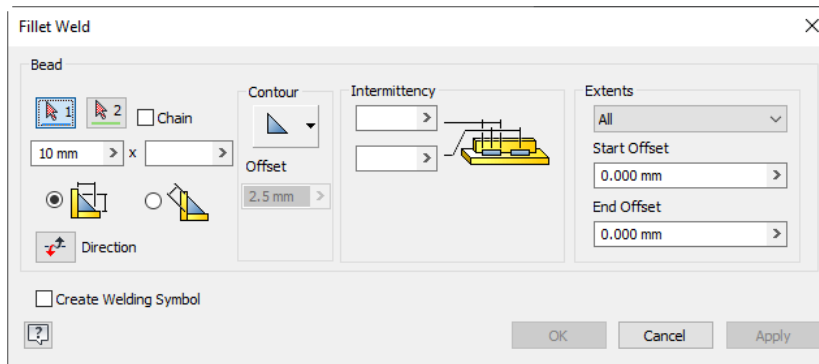 Fillet Weld
Bead
1
2
Chain
10 mm
x
Direction
Contour
Offset
2.5 mm
Intermittency
Extents
All
Start Offset
0.000 mm
End Offset
0.000 mm
Create Welding Symbol
?
OK
Cancel
Apply